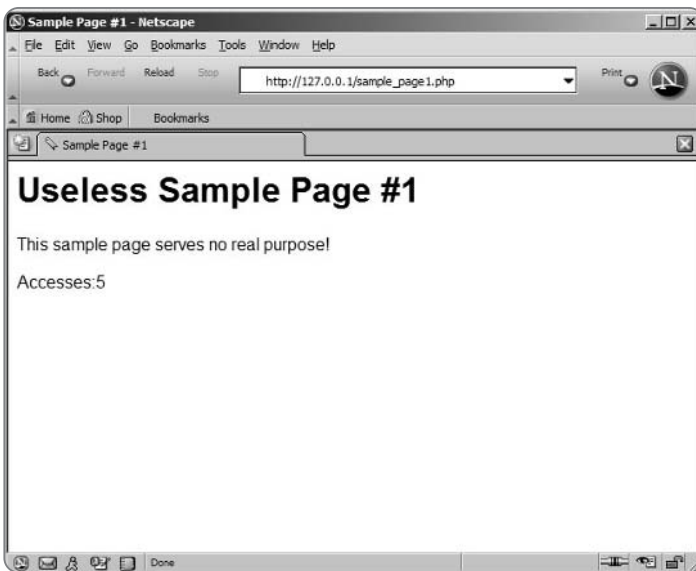 Sample Page #1 - Netscape
File Edit View Go Bookmarks Tools Window Help
Back Forward Reload Stop http://127.0.0.1/sample_page1.php Print N
Home Shop Bookmarks
Sample Page #1
Useless Sample Page #1
This sample page serves no real purpose!
Accesses:5
Done